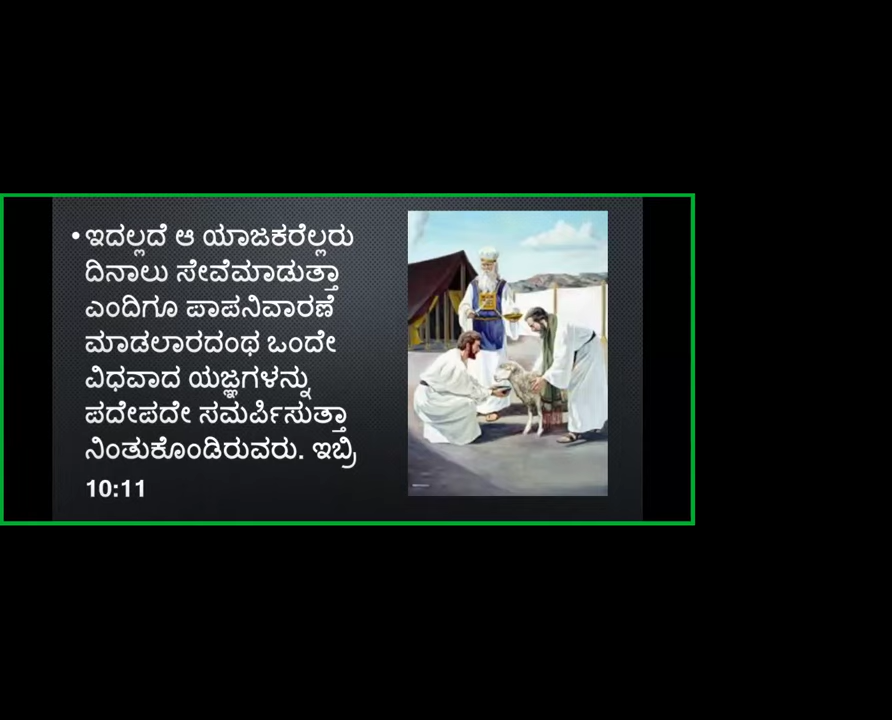 • ಇದಲ್ಲದೆ ಆ ಯಾಜಕರೆಲ್ಲರು
ದಿನಾಲು ಸೇವೆಮಾಡುತ್ತಾ
ಎಂದಿಗೂ ಪಾಪನಿವಾರಣೆ
ಮಾಡಲಾರದಂಥ ಒಂದೇ
ವಿಧವಾದ ಯಜ್ಞಗಳನ್ನು
ಪದೇಪದೇ ಸಮರ್ಪಿಸುತ್ತಾ
ನಿಂತುಕೊಂಡಿರುವರು. ಇಬ್ರಿ
10:11